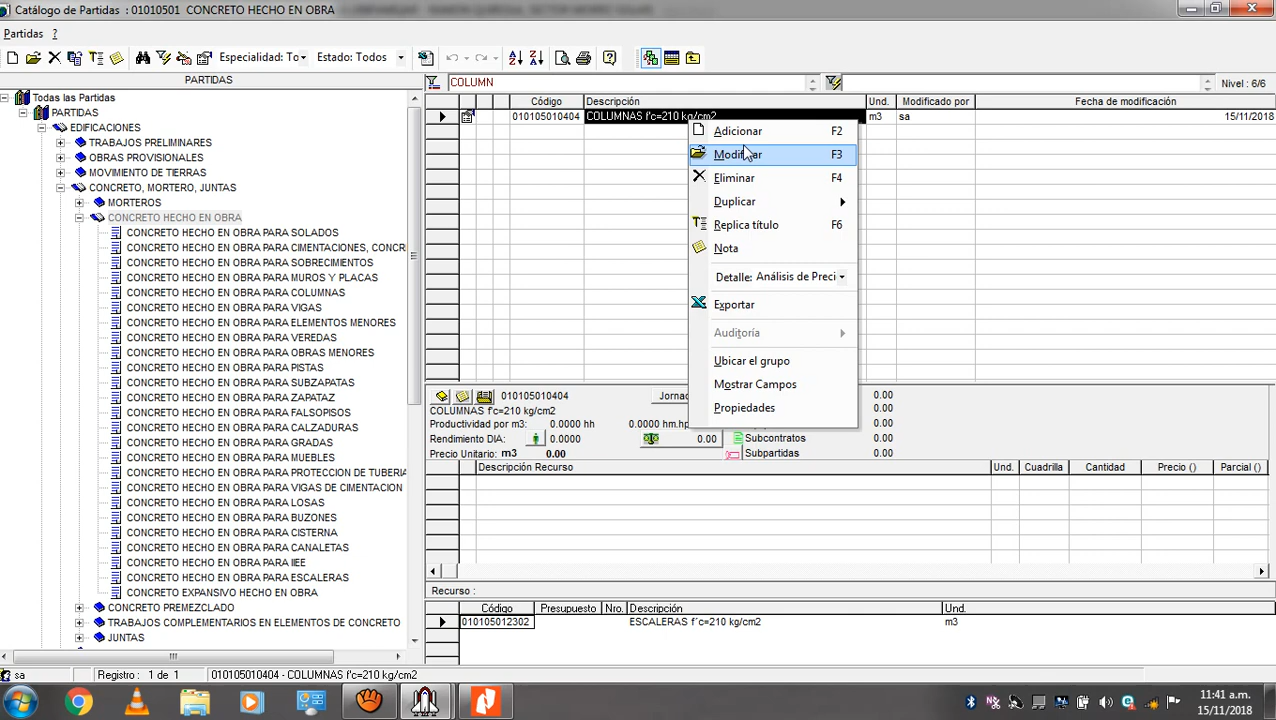 Catálogo de Partidas : 01010501 CONCRETO HECHO EN OBRA
Partidas ?
Especialidad: To Estado: Todos
PARTIDAS
COLUMN
Nivel : 6/6
Todas las Partidas
PARTIDAS
EDIFICACIONES
TRABAJOS PRELIMINARES
OBRAS PROVISIONALES
MOVIMIENTO DE TIERRAS
CONCRETO, MORTERO, JUNTAS
MORTEROS
CONCRETO HECHO EN OBRA
CONCRETO HECHO EN OBRA PARA SOLADOS
CONCRETO HECHO EN OBRA PARA CIMENTACIONES, CONCR
CONCRETO HECHO EN OBRA PARA SOBRECIMIENTOS
CONCRETO HECHO EN OBRA PARA MUROS Y PLACAS
CONCRETO HECHO EN OBRA PARA COLUMNAS
CONCRETO HECHO EN OBRA PARA VIGAS
CONCRETO HECHO EN OBRA PARA ELEMENTOS MENORES
CONCRETO HECHO EN OBRA PARA VEREDAS
CONCRETO HECHO EN OBRA PARA OBRAS MENORES
CONCRETO HECHO EN OBRA PARA PISTAS
CONCRETO HECHO EN OBRA PARA SUBZAPATAS
CONCRETO HECHO EN OBRA PARA ZAPATAZ
CONCRETO HECHO EN OBRA PARA FALSOPISOS
CONCRETO HECHO EN OBRA PARA CALZADURAS
CONCRETO HECHO EN OBRA PARA GRADAS
CONCRETO HECHO EN OBRA PARA MUEBLES
CONCRETO HECHO EN OBRA PARA PROTECCION DE TUBERIA
CONCRETO HECHO EN OBRA PARA VIGAS DE CIMENTACION
CONCRETO HECHO EN OBRA PARA LOSAS
CONCRETO HECHO EN OBRA PARA BUZONES
CONCRETO HECHO EN OBRA PARA CISTERNA
CONCRETO HECHO EN OBRA PARA CANALETAS
CONCRETO HECHO EN OBRA PARA IIEE
CONCRETO HECHO EN OBRA PARA ESCALERAS
CONCRETO EXPANSIVO HECHO EN OBRA
CONCRETO PREMEZCLADO
TRABAJOS COMPLEMENTARIOS EN ELEMENTOS DE CONCRETO
JUNTAS
Código Descripción Und. Modificado por Fecha de modificación
010105010404 COLUMNAS f'c=210 kg/cm2 m3 sa 15/11/2018
Adicionar F2
Modificar F3
Eliminar F4
Duplicar
Replica título F6
Nota
Detalle: Análisis de Preci
Exportar
Auditoría
Ubicar el grupo
Mostrar Campos
Propiedades
010105010404 Jornad 0.00
COLUMNAS f'c=210 kg/cm2 0.00
Productividad por m3: 0.0000 hh 0.0000 hm.hp 0.00
Rendimiento DIA: 0.0000 0.00 Subcontratos 0.00
Precio Unitario: m3 0.00 Subpartidas 0.00
Descripción Recurso Und. Cuadrilla Cantidad Precio () Parcial ()
Recurso :
Código Presupuesto Nro. Descripción Und.
010105012302 ESCALERAS f´c=210 kg/cm2 m3
sa Registro : 1 de 1 010105010404 - COLUMNAS f'c=210 kg/cm2
11:41 a.m.
15/11/2018